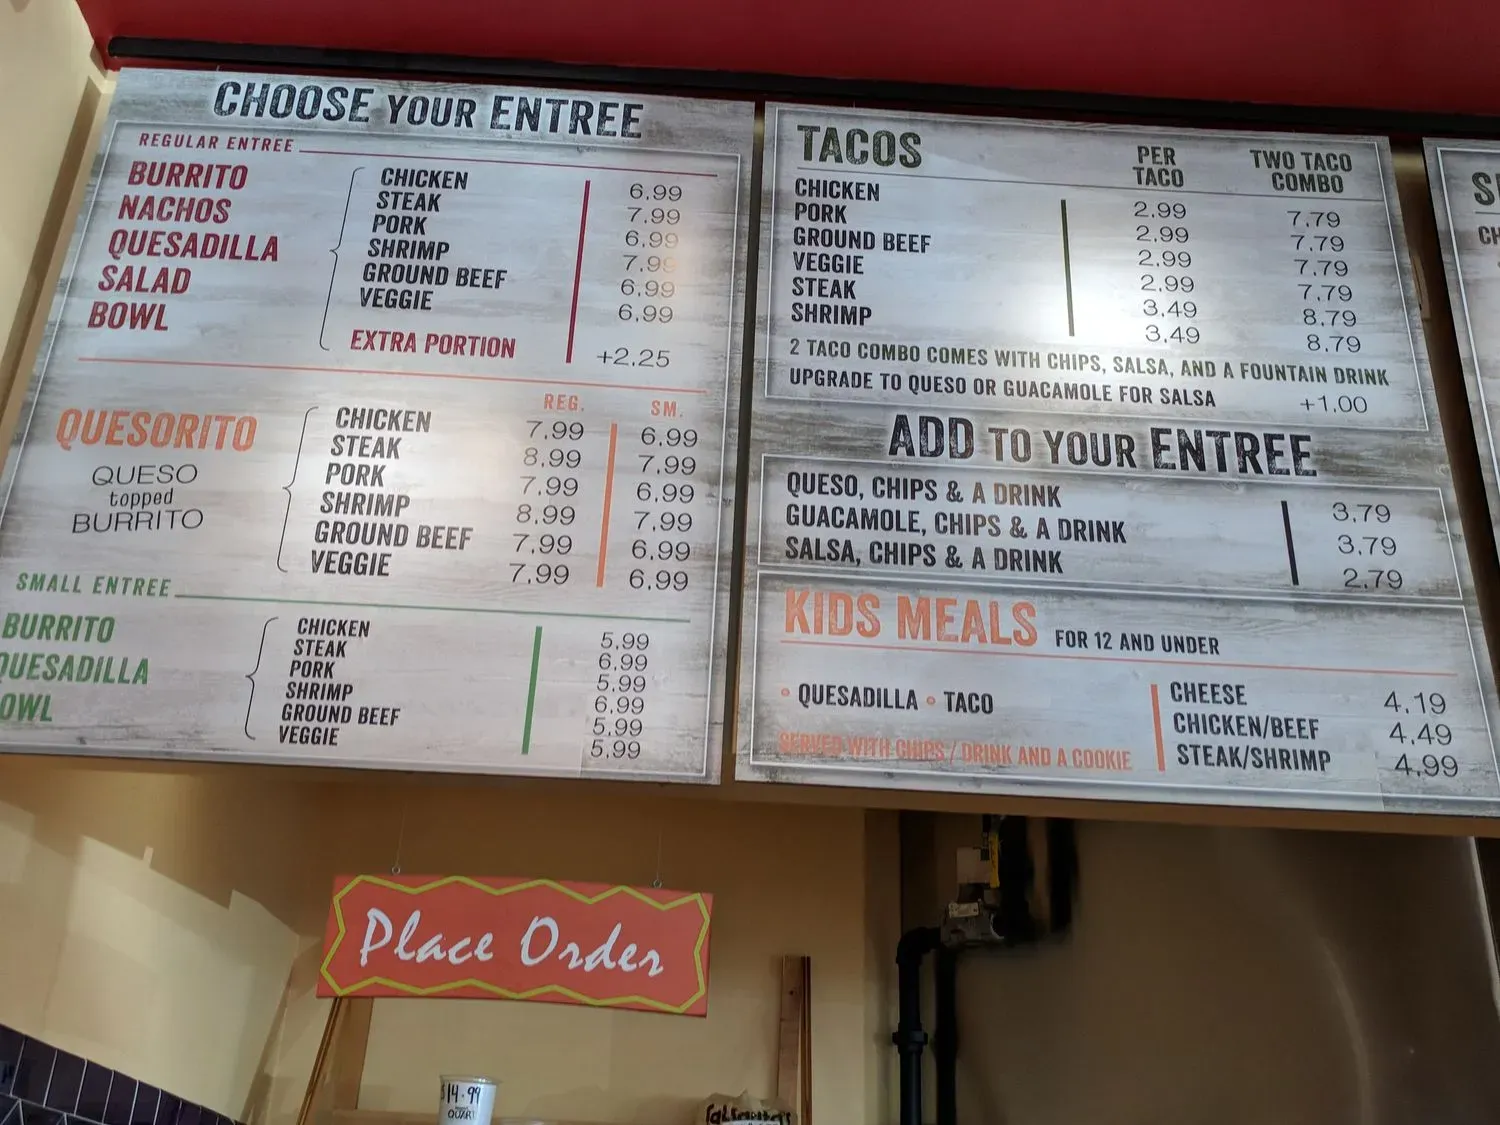 CHOOSE YOUR ENTREE
REGULAR ENTREE
BURRITO
NACHOS
QUESADILLA
SALAD
BOWL
CHICKEN 6.99
STEAK 7.99
PORK 6.99
SHRIMP 7.99
GROUND BEEF 6.99
VEGGIE 6.99
EXTRA PORTION +2.25
QUESORITO
QUESO
topped
BURRITO
REG. SM.
CHICKEN 7.99 6.99
STEAK 8.99 7.99
PORK 7.99 6.99
SHRIMP 8.99 7.99
GROUND BEEF 7.99 6.99
VEGGIE 7.99 6.99
SMALL ENTREE
BURRITO
QUESADILLA
OWL
CHICKEN 5.99
STEAK 6.99
PORK 5.99
SHRIMP 6.99
GROUND BEEF 5.99
VEGGIE 5.99
TACOS PER TACO TWO TACO COMBO
CHICKEN 2.99 7.79
PORK 2.99 7.79
GROUND BEEF 2.99 7.79
VEGGIE 2.99 7.79
STEAK 3.49 8.79
SHRIMP 3.49 8.79
2 TACO COMBO COMES WITH CHIPS, SALSA, AND A FOUNTAIN DRINK
UPGRADE TO QUESO OR GUACAMOLE FOR SALSA +1.00
ADD TO YOUR ENTREE
QUESO, CHIPS & A DRINK 3.79
GUACAMOLE, CHIPS & A DRINK 3.79
SALSA, CHIPS & A DRINK 2.79
KIDS MEALS FOR 12 AND UNDER
• QUESADILLA • TACO
SERVED WITH CHIPS / DRINK AND A COOKIE
CHEESE 4.19
CHICKEN/BEEF 4.49
STEAK/SHRIMP 4.99
Place Order
$14.99